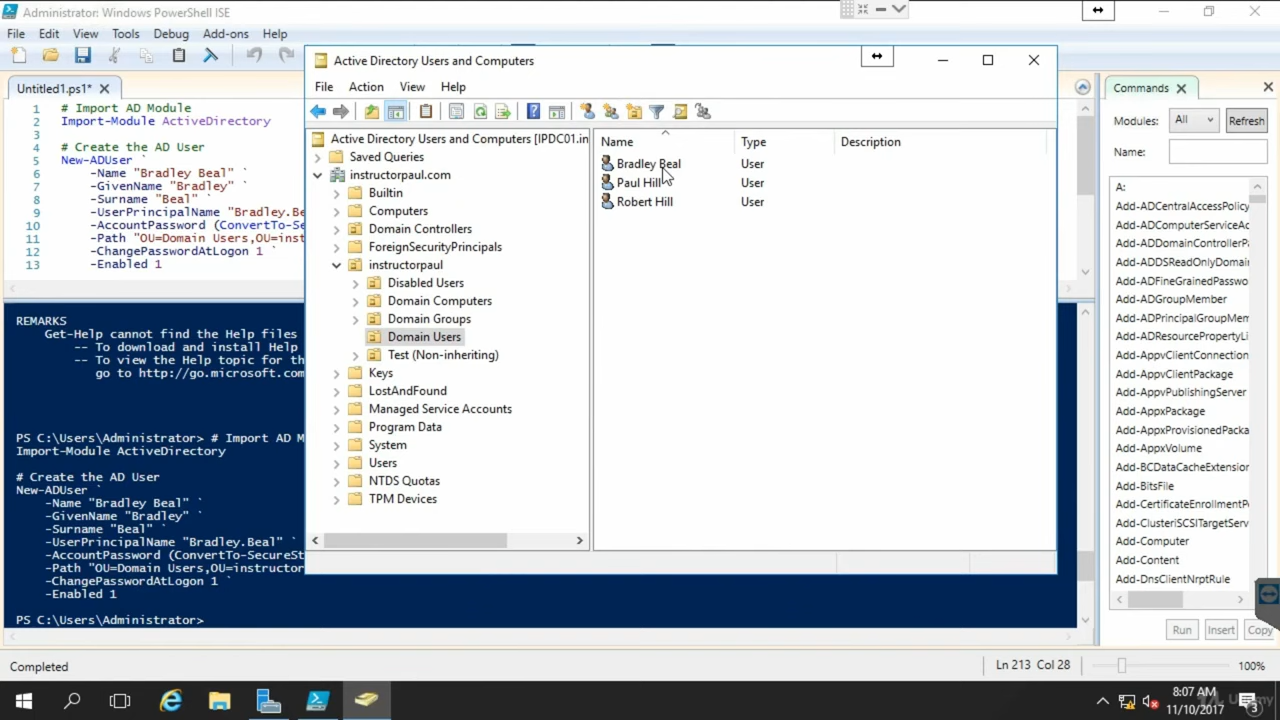 Administrator: Windows PowerShell ISE
File Edit View Tools Debug Add-ons Help
Untitled1.ps1*
1 # Import AD Module
2 Import-Module ActiveDirectory
3
4 # Create the AD User
5 New-ADUser `
6 -Name "Bradley Beal" `
7 -GivenName "Bradley" `
8 -Surname "Beal" `
9 -UserPrincipalName "Bradley.Be
10 -AccountPassword (ConvertTo-Se
11 -Path "OU=Domain Users,OU=inst
12 -ChangePasswordAtLogon 1 `
13 -Enabled 1
REMARKS
Get-Help cannot find the Help files
-- To download and install Help
-- To view the Help topic for th
go to http://go.microsoft.com
PS C:\Users\Administrator> # Import AD M
Import-Module ActiveDirectory
# Create the AD User
New-ADUser `
-Name "Bradley Beal" `
-GivenName "Bradley" `
-Surname "Beal" `
-UserPrincipalName "Bradley.Beal" `
-AccountPassword (ConvertTo-SecureSt
-Path "OU=Domain Users,OU=instructor
-ChangePasswordAtLogon 1 `
-Enabled 1
PS C:\Users\Administrator>
Completed
Ln 213 Col 28
100%
Active Directory Users and Computers
File Action View Help
Active Directory Users and Computers [IPDC01.in
Saved Queries
instructorpaul.com
Builtin
Computers
Domain Controllers
ForeignSecurityPrincipals
instructorpaul
Disabled Users
Domain Computers
Domain Groups
Domain Users
Test (Non-inheriting)
Keys
LostAndFound
Managed Service Accounts
Program Data
System
Users
NTDS Quotas
TPM Devices
Name Type Description
Bradley Beal User
Paul Hill User
Robert Hill User
Commands
Modules: All Refresh
Name:
A:
Add-ADCentralAccessPolicy
Add-ADComputerServiceAc
Add-ADDomainControllerPa
Add-ADDSReadOnlyDomain
Add-ADFineGrainedPasswo
Add-ADGroupMember
Add-ADPrincipalGroupMem
Add-ADResourcePropertyLi
Add-AppvClientConnection
Add-AppvClientPackage
Add-AppvPublishingServer
Add-AppxPackage
Add-AppxProvisionedPacka
Add-AppxVolume
Add-BCDataCacheExtension
Add-BitsFile
Add-CertificateEnrollmentP
Add-ClusteriSCSITargetServ
Add-Computer
Add-Content
Add-DnsClientNrptRule
Run Insert Copy
8:07 AM
11/10/2017
3
Udemy